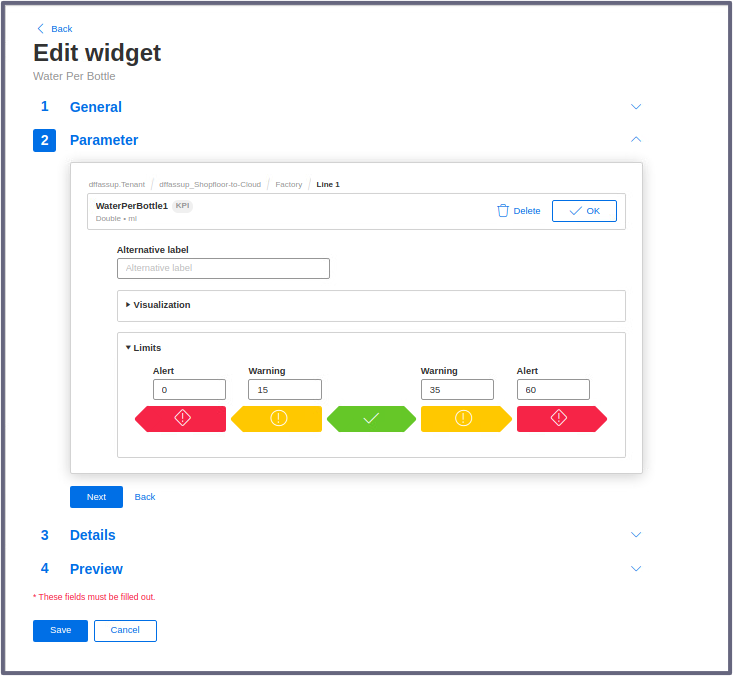 Back
Edit widget
Water Per Bottle
1 General
2 Parameter
dffassup.Tenant / dffassup_Shopfloor-to-Cloud / Factory / Line 1
WaterPerBottle1 KPI
Double • ml
Delete OK
Alternative label
Alternative label
Visualization
Limits
Alert Warning Warning Alert
0 15 35 60
Next Back
3 Details
4 Preview
* These fields must be filled out.
Save Cancel